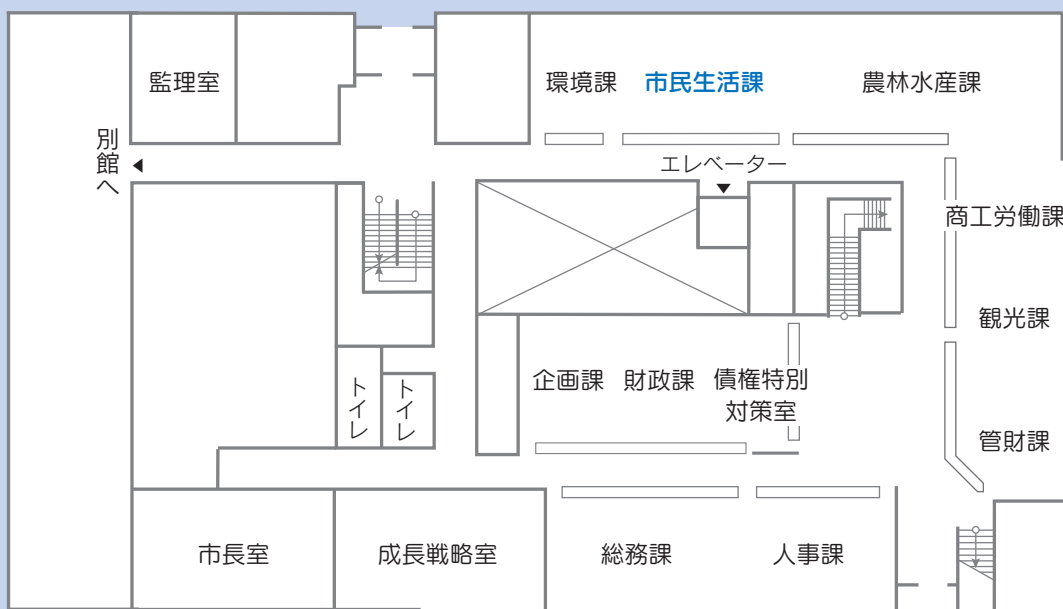 監理室
環境課
市民生活課
農林水産課
別館へ
エレベーター
商工労働課
観光課
企画課
財政課
債権特別
対策室
トイレ
トイレ
管財課
市長室
成長戦略室
総務課
人事課